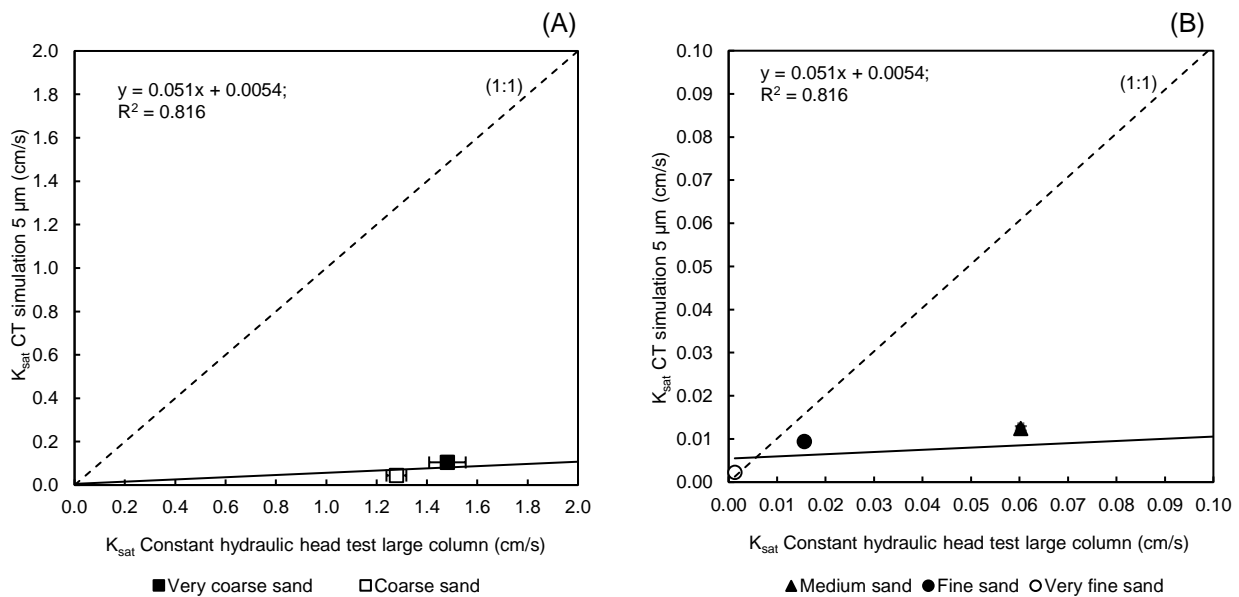 (A)
y = 0.051x + 0.0054;
R² = 0.816
(1:1)
2.0
1.8
1.6
1.4
1.2
1.0
0.8
0.6
0.4
0.2
0.0
K_sat CT simulation 5 µm (cm/s)
0.0 0.2 0.4 0.6 0.8 1.0 1.2 1.4 1.6 1.8 2.0
K_sat Constant hydraulic head test large column (cm/s)
Very coarse sand Coarse sand
(B)
y = 0.051x + 0.0054;
R² = 0.816
(1:1)
0.10
0.09
0.08
0.07
0.06
0.05
0.04
0.03
0.02
0.01
0.00
K_sat CT simulation 5 µm (cm/s)
0.00 0.01 0.02 0.03 0.04 0.05 0.06 0.07 0.08 0.09 0.10
K_sat Constant hydraulic head test large column (cm/s)
Medium sand Fine sand Very fine sand